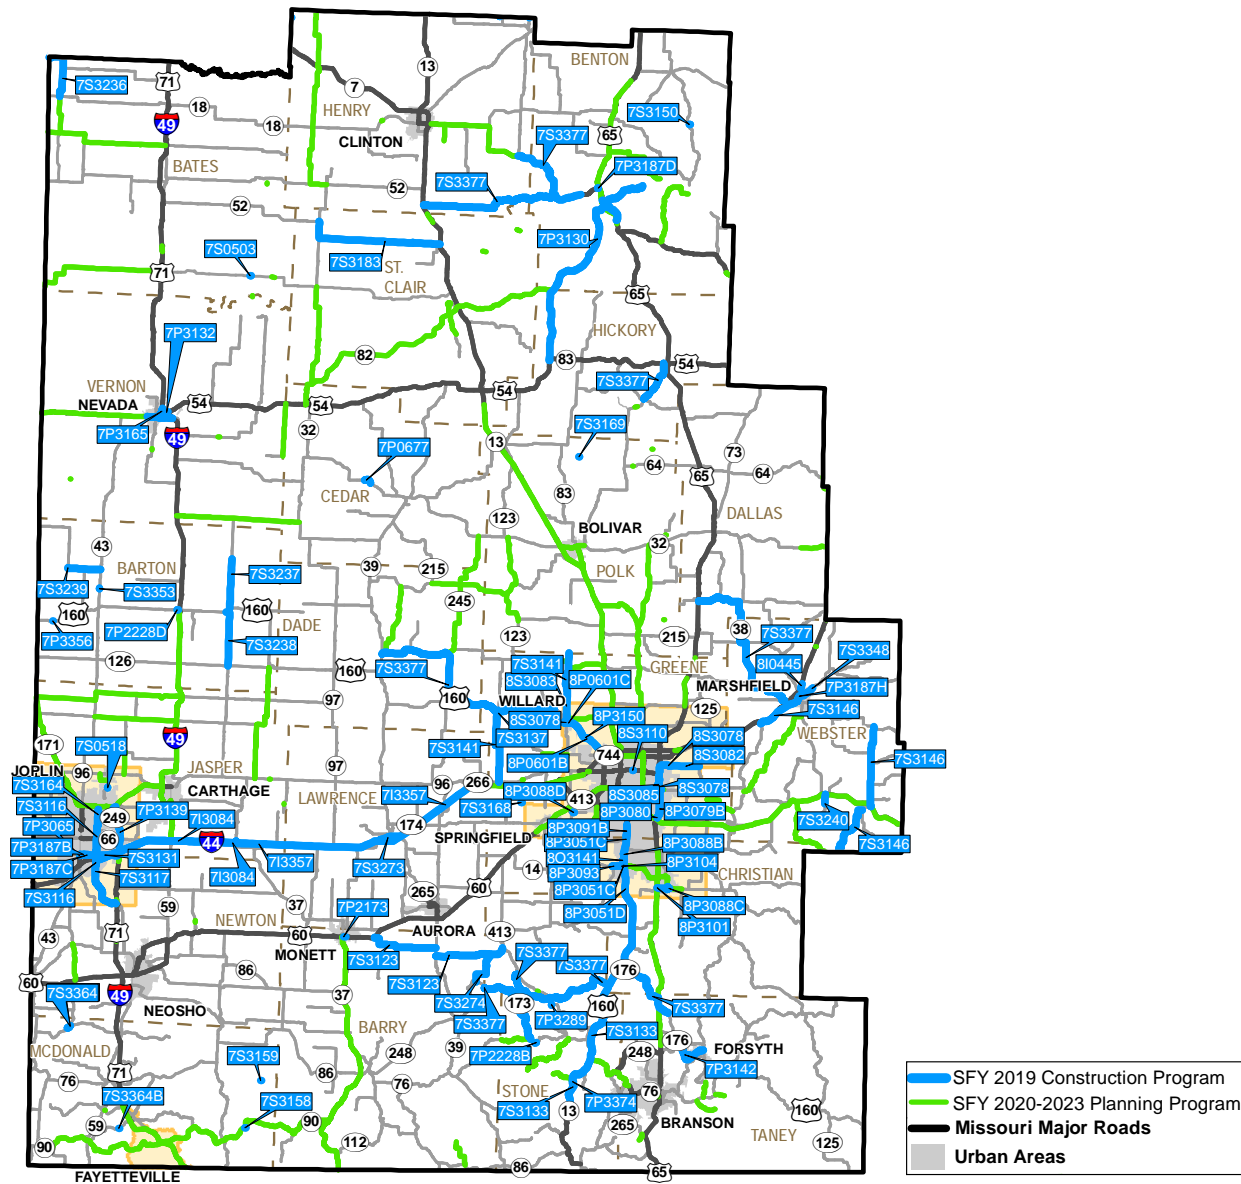 BENTON
13
71
7S3236
7
18
HENRY
7S3150
49
18
CLINTON
7S3377
65
BATES
7P3187D
7S3377
52
52
7P3130
7S0503
7S3183
ST.
CLAIR
71
65
HICKORY
7P3132
82
83
54
VERNON
NEVADA
54
54
54
7S3377
7P3165
49
32
13
7S3169
73
7P0677
64
64
65
CEDAR
83
123
DALLAS
BOLIVAR
43
32
BARTON
39
215
POLK
7S3239
7S3237
7S3353
160
160
245
DADE
7P3356
7P2228D
7S3238
123
215
38
7S3377
126
160
7S3377
7S3141
GREENE
8I0445
7S3348
8S3083
8P0601C
MARSHFIELD
7P3187H
97
160
WILLARD
125
7S3146
8S3078
8P3150
WEBSTER
171
49
7S3137
8S3110
8S3078
7S0518
7S3141
744
8S3082
7S3146
JOPLIN
96
JASPER
97
8P0601B
7S3164
CARTHAGE
96
266
8P3088D
8S3085
8S3078
7S3116
LAWRENCE
7I3357
7S3168
413
8P3080
8P3079B
249
7P3139
7I3084
7P3065
66
174
SPRINGFIELD
8P3091B
7S3240
44
8P3051C
8P3088B
7S3146
7P3187B
7S3131
7I3357
8O3141
7P3187C
7S3117
7I3084
7S3273
8P3093
8P3104
14
CHRISTIAN
7S3116
8P3051C
60
265
59
37
7P2173
8P3051D
8P3088C
NEWTON
8P3101
43
71
60
AURORA
413
MONETT
7S3123
7S3377
60
86
7S3123
7S3377
176
7S3364
49
7S3274
NEOSHO
37
173
160
7S3377
7S3377
7P3289
BARRY
7S3133
MCDONALD
7S3159
248
39
7P2228B
176
FORSYTH
248
76
71
86
76
STONE
7P3142
7S3364B
76
7S3158
7S3133
7P3374
59
90
13
BRANSON
160
90
112
265
TANEY
125
FAYETTEVILLE
86
65
SFY 2019 Construction Program
SFY 2020-2023 Planning Program
Missouri Major Roads
Urban Areas